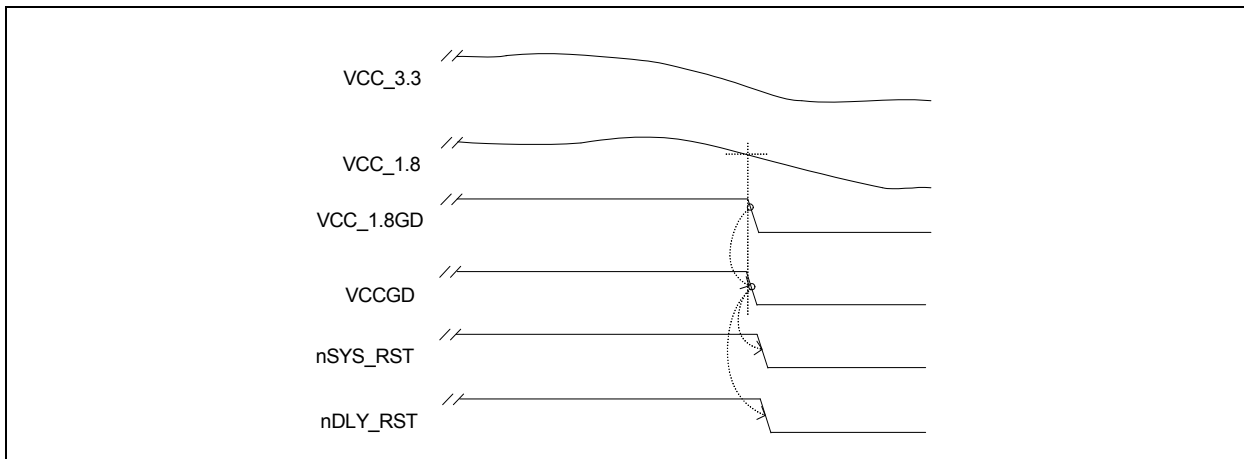 VCC_3.3
VCC_1.8
VCC_1.8GD
VCCGD
nSYS_RST
nDLY_RST